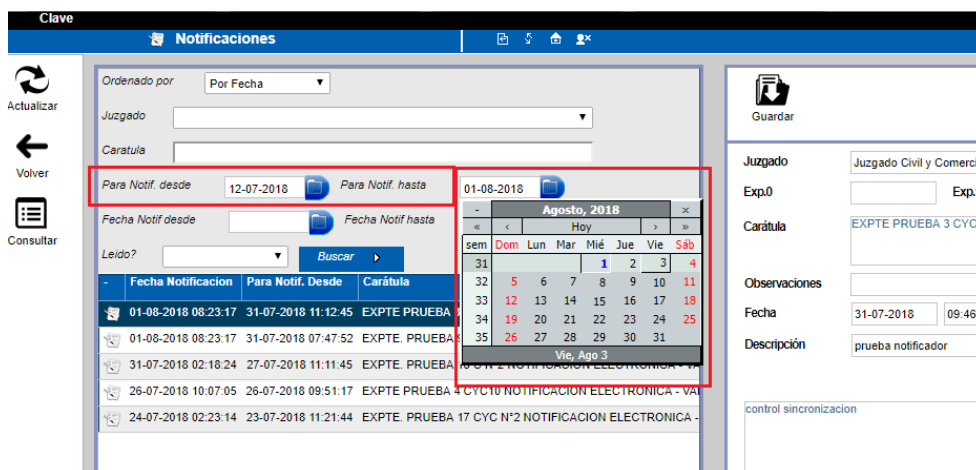 Clave
Notificaciones
Actualizar
Volver
Consultar
Ordenado por Por Fecha
Juzgado
Caratula
Para Notif. desde 12-07-2018 Para Notif. hasta 01-08-2018
Fecha Notif desde Fecha Notif hasta
Leido? Buscar
- Agosto, 2018 ×
« ‹ Hoy › »
sem Dom Lun Mar Mié Jue Vie Sáb
31 1 2 3 4
32 5 6 7 8 9 10 11
33 12 13 14 15 16 17 18
34 19 20 21 22 23 24 25
35 26 27 28 29 30 31
Vie, Ago 3
- Fecha Notificacion Para Notif. Desde Carátula
01-08-2018 08:23:17 31-07-2018 11:12:45 EXPTE PRUEBA
01-08-2018 08:23:17 31-07-2018 07:47:52 EXPTE. PRUEBA
31-07-2018 02:18:24 27-07-2018 11:11:45 EXPTE. PRUEBA NOTIFICACION ELECTRONICA - VA
26-07-2018 10:07:05 26-07-2018 09:51:17 EXPTE PRUEBA 4 CYC10 NOTIFICACION ELECTRONICA - VAI
24-07-2018 02:23:14 23-07-2018 11:21:44 EXPTE. PRUEBA 17 CYC N°2 NOTIFICACION ELECTRONICA -
Guardar
Juzgado Juzgado Civil y Comerci
Exp.0 Exp.
Carátula EXPTE PRUEBA 3 CYC
Observaciones
Fecha 31-07-2018 09:46
Descripción prueba notificador
control sincronizacion